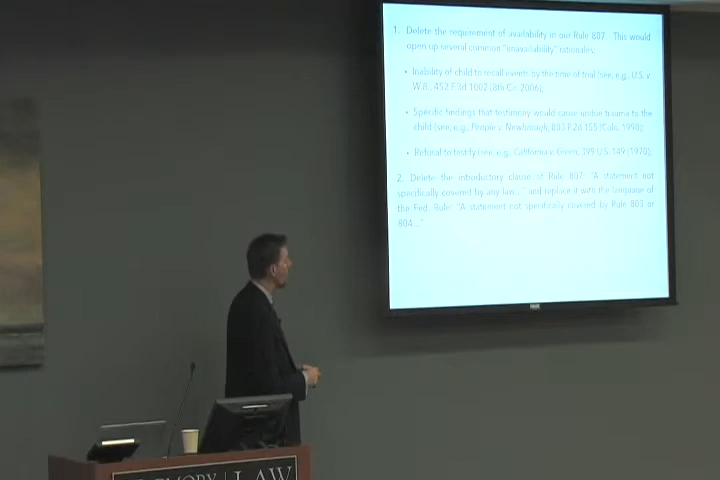 1. Delete the requirement of availability in our Rule 807. This would
open up several common "unavailability" rationales:
• Inability of child to recall events by the time of trial (see, e.g., U.S. v.
W.B., 452 F.3d 1002 (8th Cir. 2006);
• Specific findings that testimony would cause undue trauma to the
child (see, e.g., People v. Newbrough, 803 P.2d 155 (Colo. 1990);
• Refusal to testify (see, e.g., California v. Green, 399 U.S. 149 (1970);
2. Delete the introductory clause of Rule 807: "A statement not
specifically covered by any law..." and replace it with the language of
the Fed. Rule: "A statement not specifically covered by Rule 803 or
804..."
EMORY | LAW